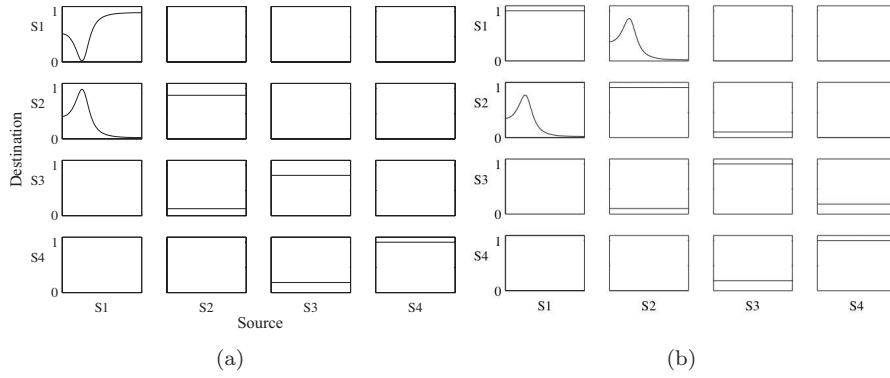 S1 1 0
S2 1 0
S3 1 0
S4 1 0
Destination
S1 S2 S3 S4
Source
(a)
S1 1 0
S2 1 0
S3 1 0
S4 1 0
S1 S2 S3 S4
(b)